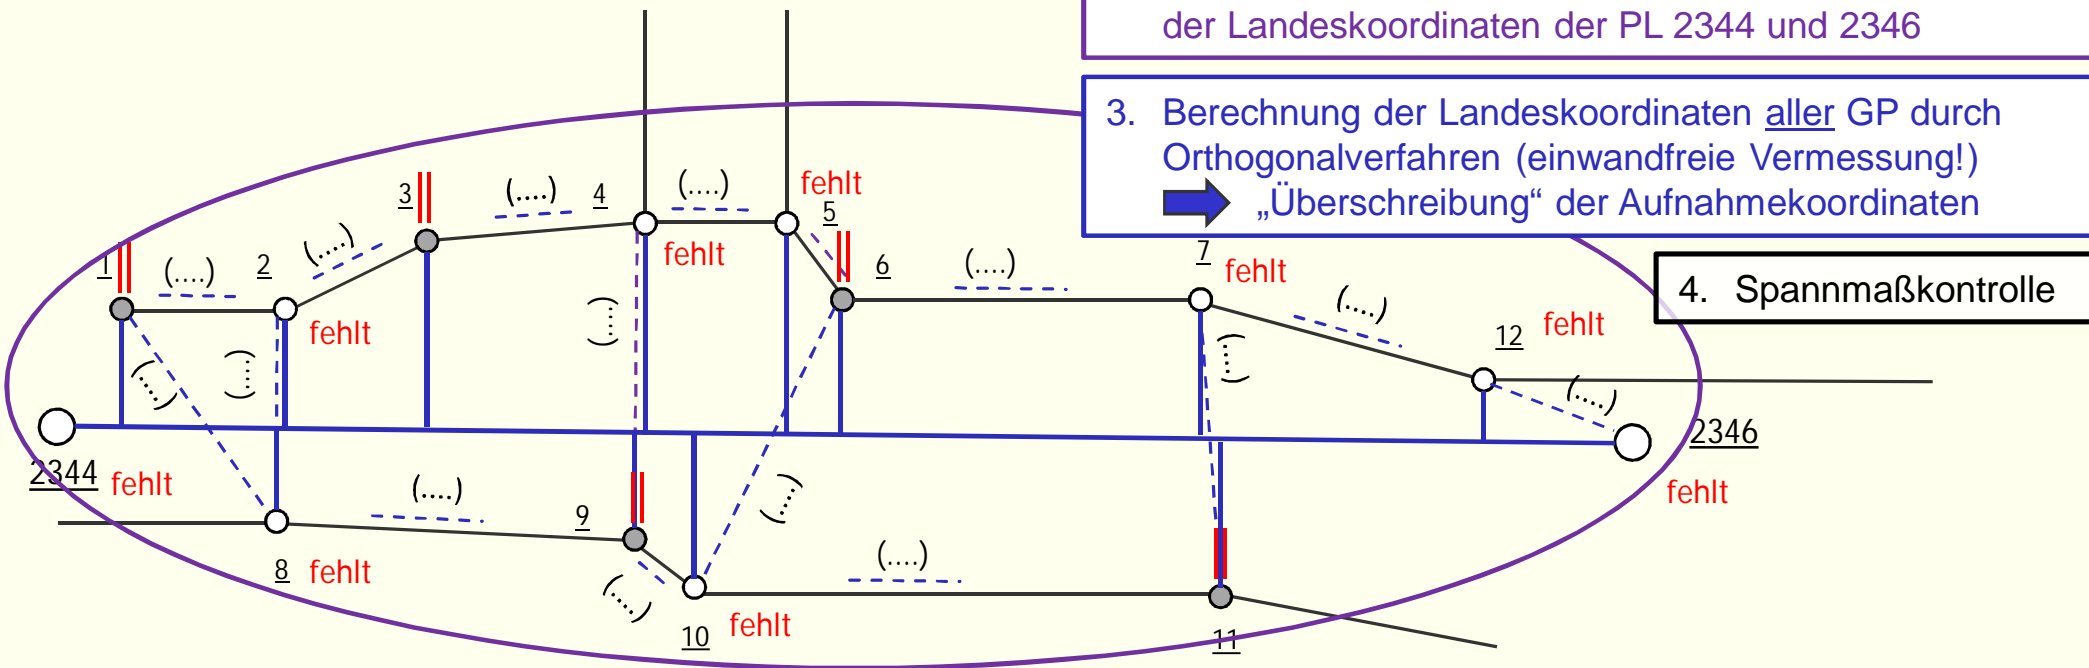 der Landeskoordinaten der PL 2344 und 2346
3. Berechnung der Landeskoordinaten aller GP durch
Orthogonalverfahren (einwandfreie Vermessung!)
„Überschreibung“ der Aufnahmekoordinaten
4. Spannmaßkontrolle
3
(....)
4
(....)
fehlt
5
1
(....)
2
(....)
fehlt
6
(....)
7
fehlt
fehlt
(....)
(....)
12
fehlt
(....)
(....)
(....)
(....)
2344
fehlt
2346
fehlt
(....)
9
(....)
8
fehlt
(....)
(....)
10
fehlt
11